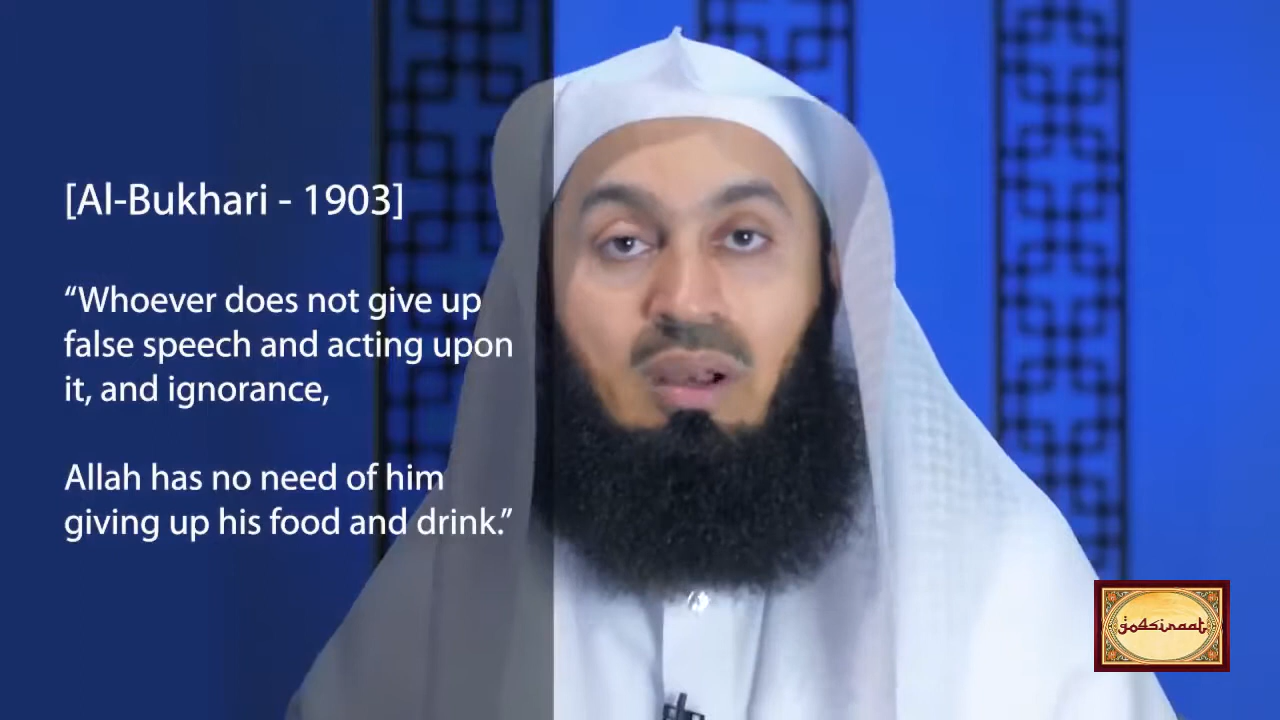 [Al-Bukhari - 1903]
“Whoever does not give up
false speech and acting upon
it, and ignorance,
Allah has no need of him
giving up his food and drink.”
jo4siraat